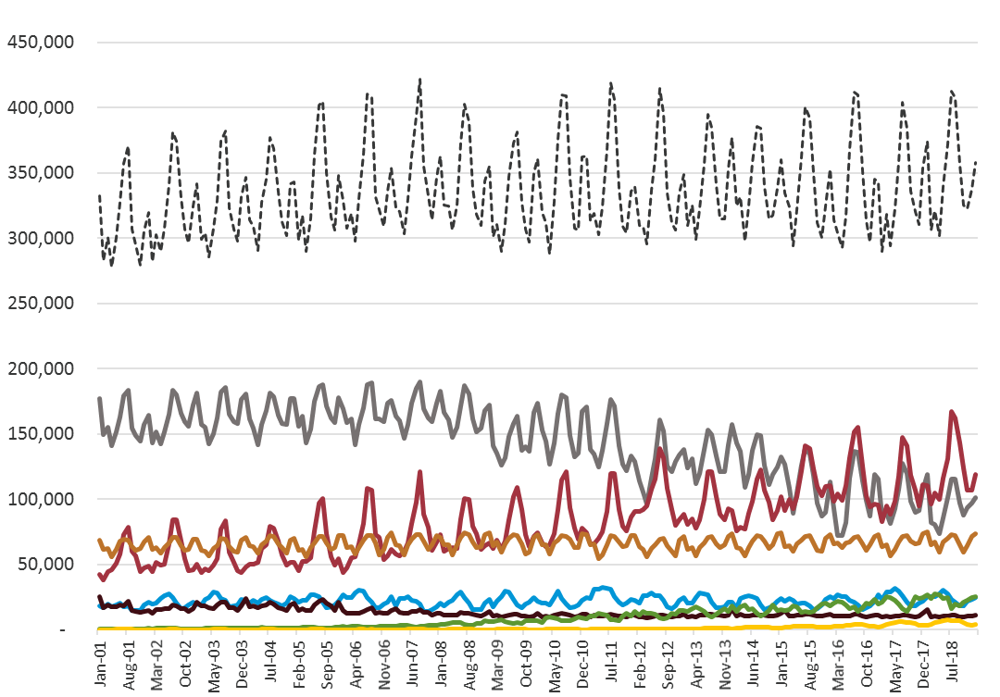 450,000
400,000
350,000
300,000
250,000
200,000
150,000
100,000
50,000
-
Jan-01
Aug-01
Mar-02
Oct-02
May-03
Dec-03
Jul-04
Feb-05
Sep-05
Apr-06
Nov-06
Jun-07
Jan-08
Aug-08
Mar-09
Oct-09
May-10
Dec-10
Jul-11
Feb-12
Sep-12
Apr-13
Nov-13
Jun-14
Jan-15
Aug-15
Mar-16
Oct-16
May-17
Dec-17
Jul-18